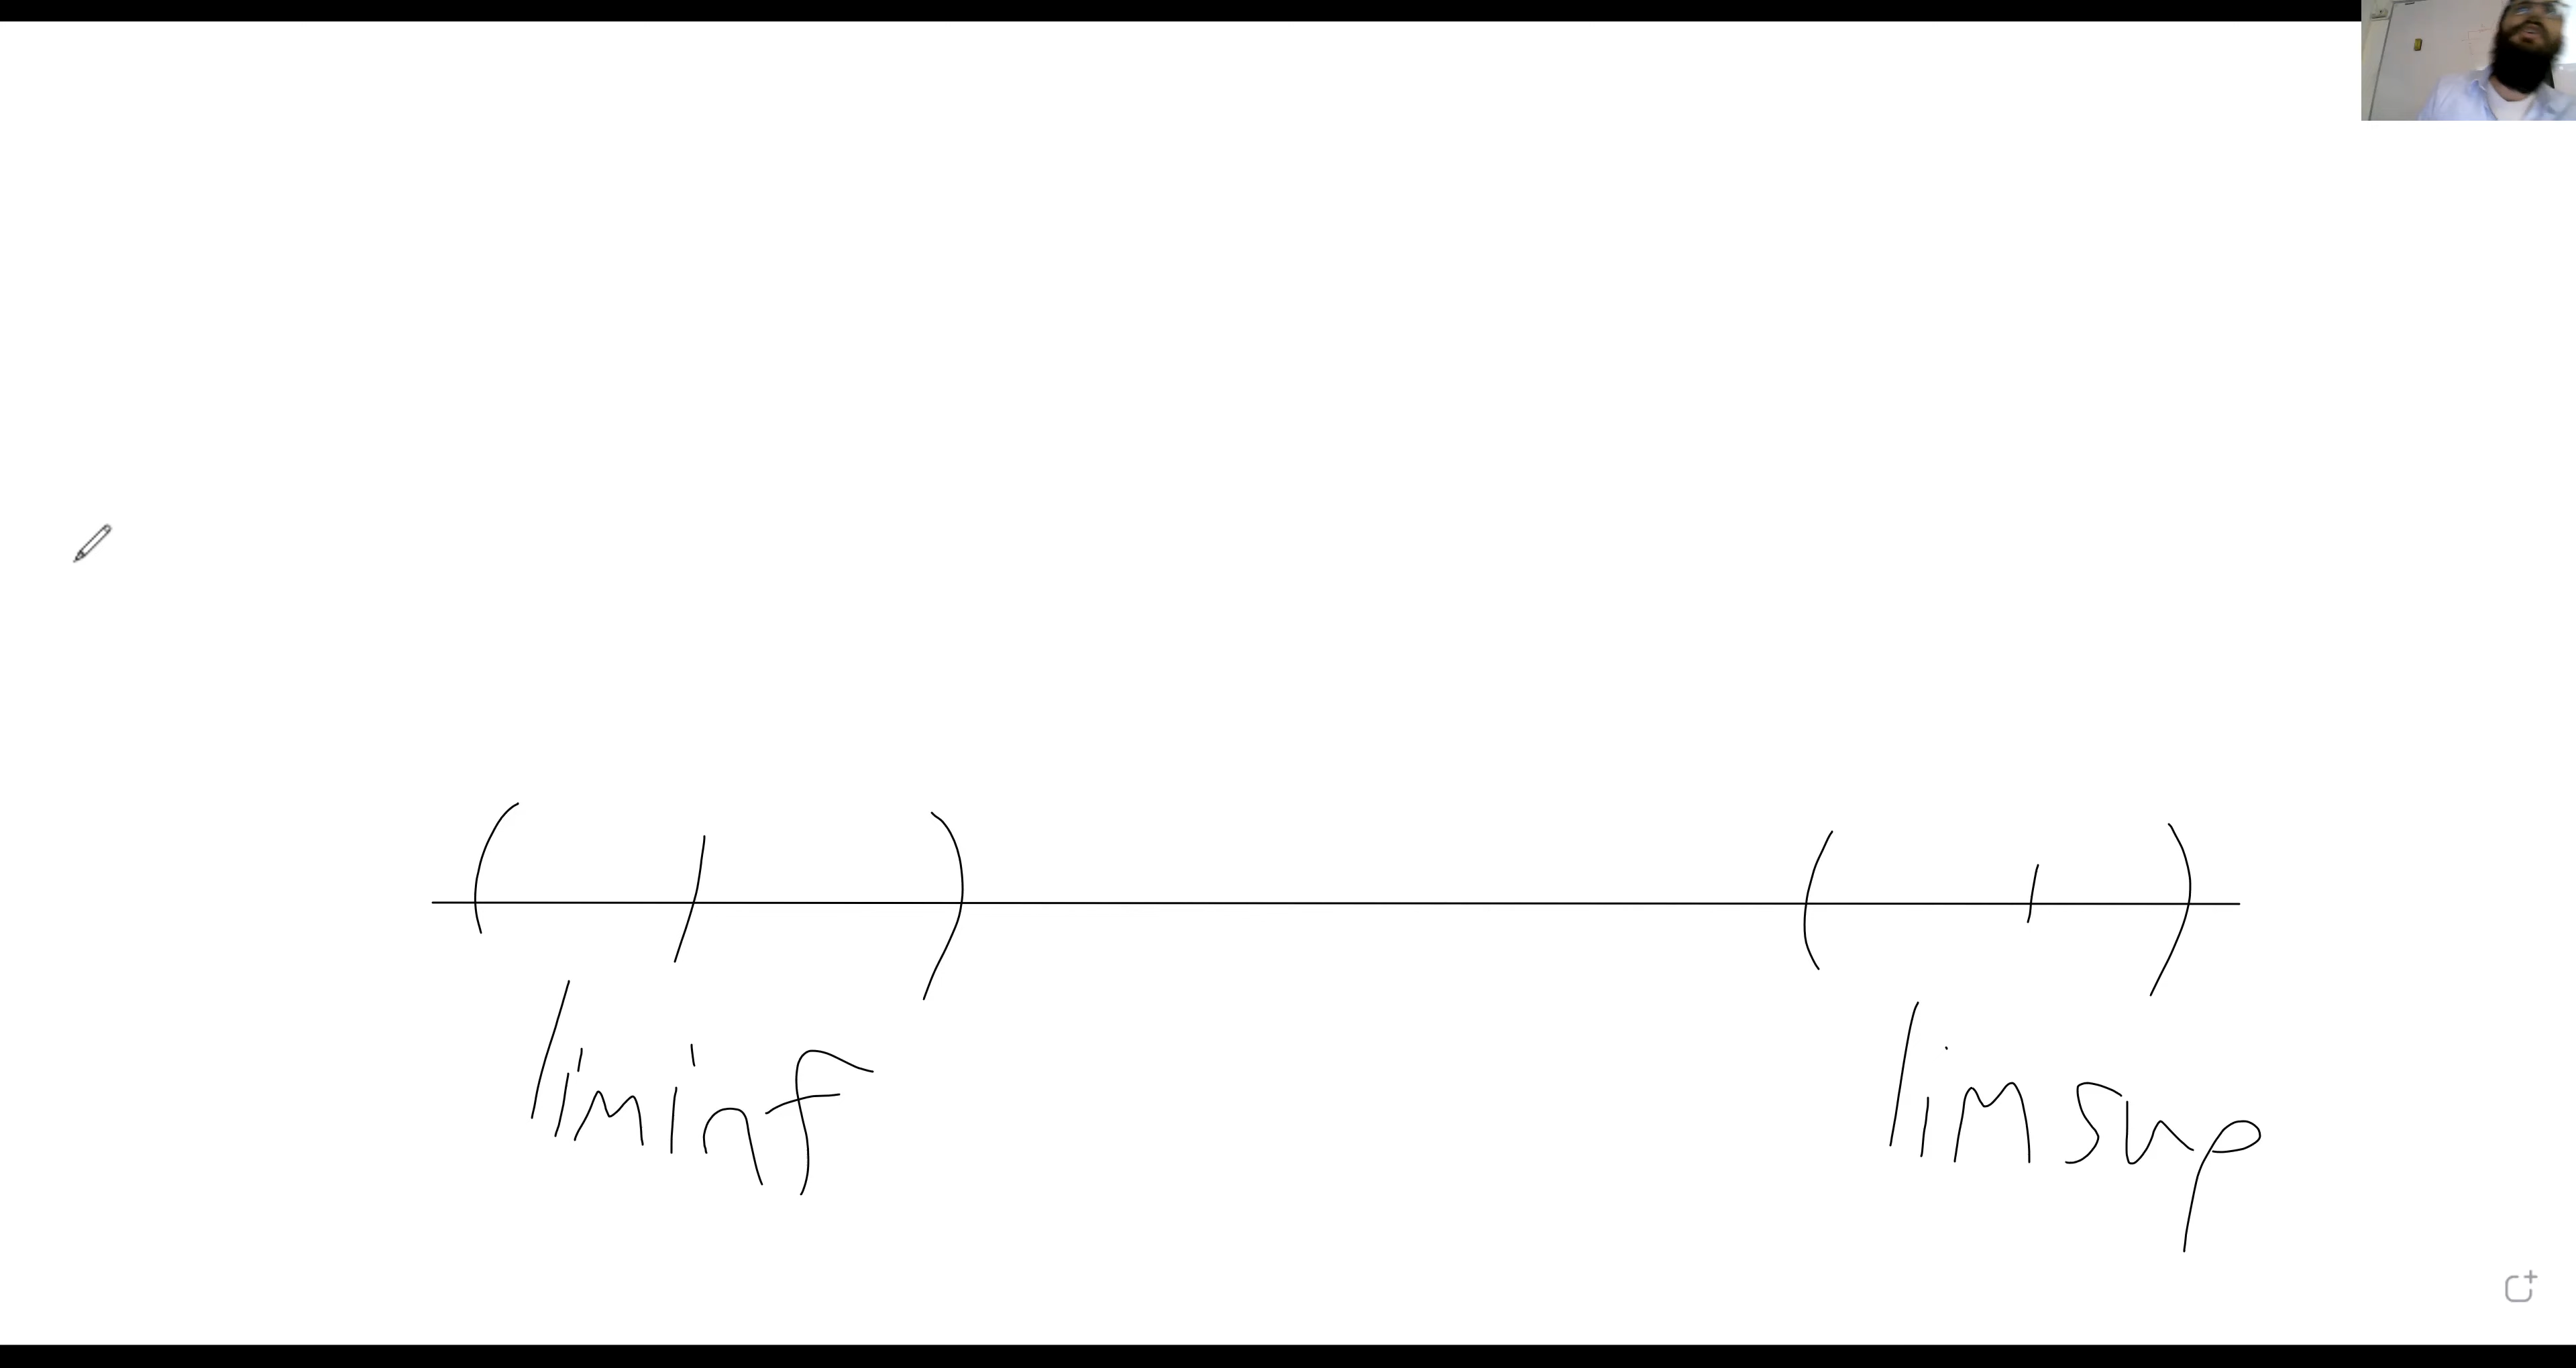 ( | ) ( | )
liminf limsup